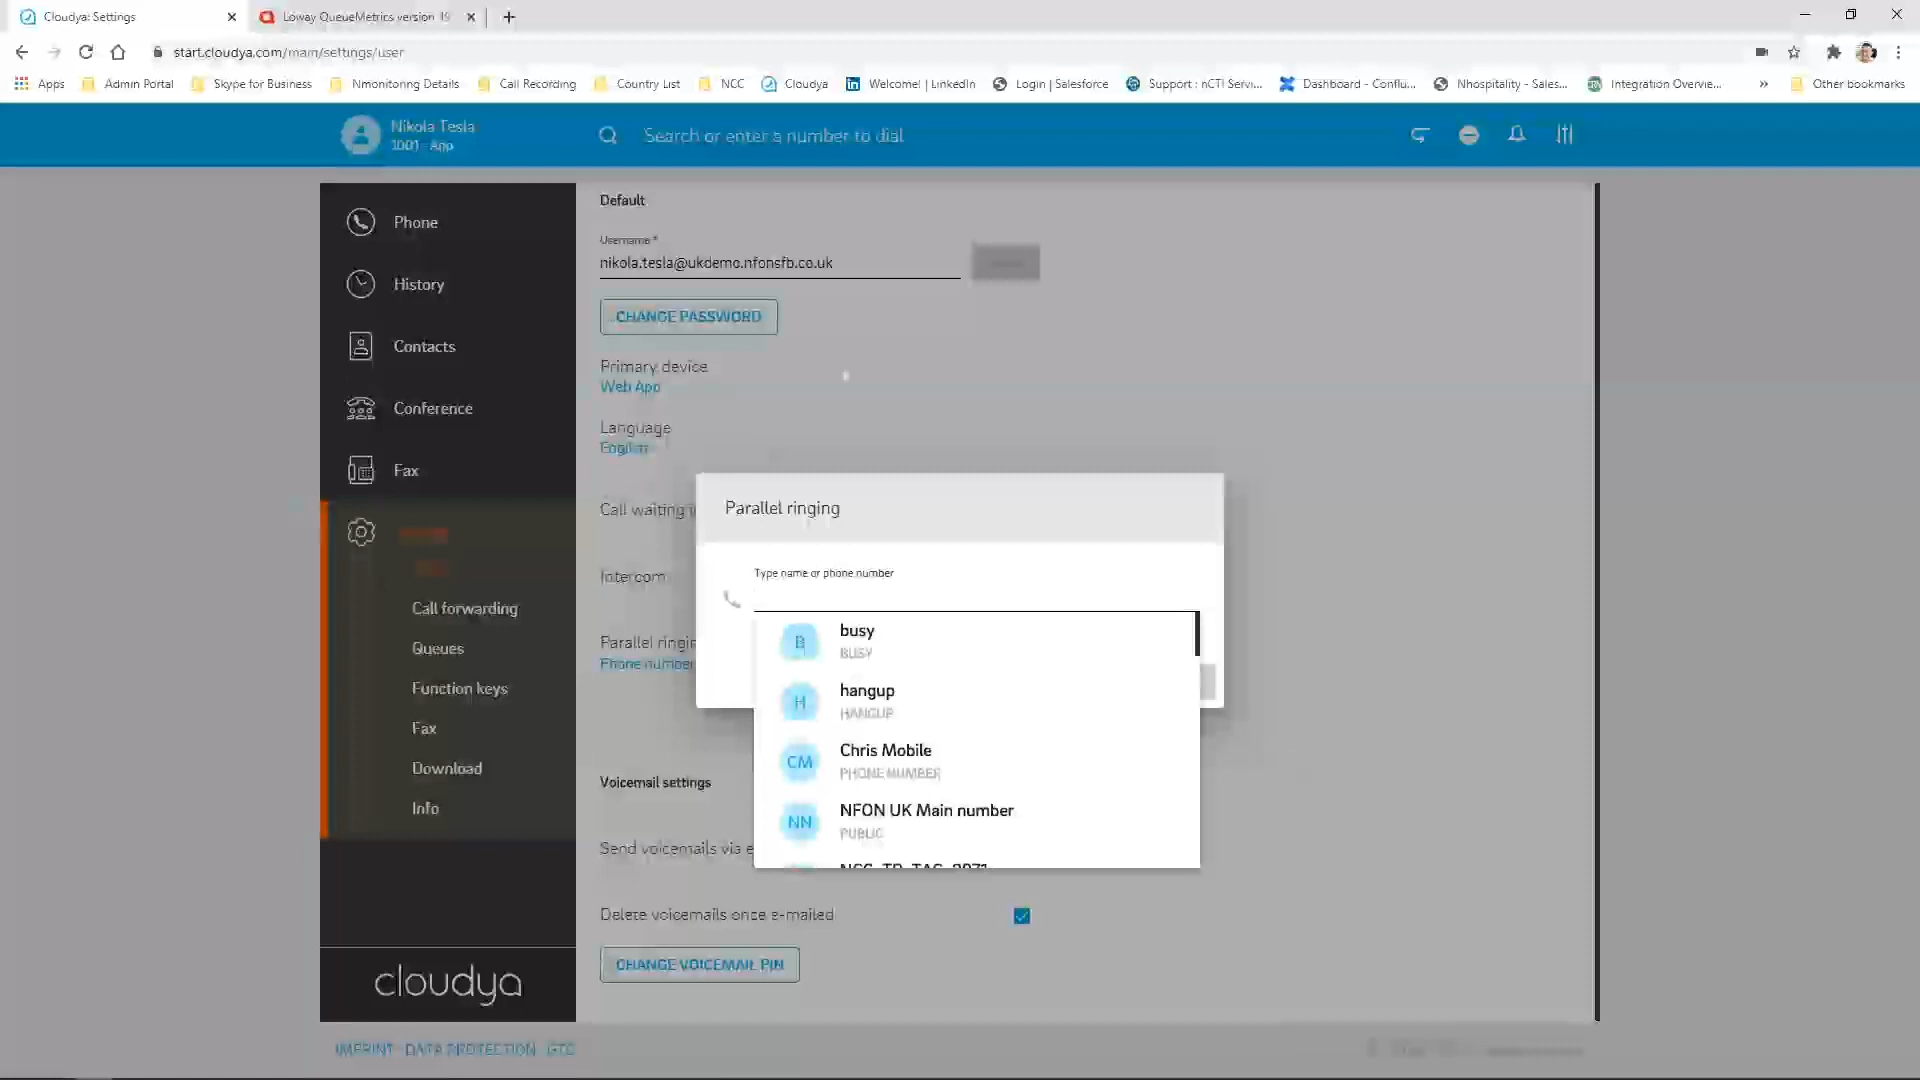 Cloudya: Settings
Loway QueueMetrics version 19
start.cloudya.com/main/settings/user
Apps
Admin Portal
Skype for Business
Nmonitoring Details
Call Recording
Country List
NCC
Cloudya
Welcome! | LinkedIn
Login | Salesforce
Support : nCTI Servi...
Dashboard - Conflu...
Nhospitality - Sales...
Integration Overvie...
Other bookmarks
Nikola Tesla
1001 - App
Search or enter a number to dial
Phone
History
Contacts
Conference
Fax
Call forwarding
Queues
Function keys
Fax
Download
Info
cloudya
Default
Username *
nikola.tesla@ukdemo.nfonsfb.co.uk
CHANGE PASSWORD
Primary device
Web App
Language
English
Call waiting
Intercom
Parallel ringing
Phone number
Voicemail settings
Send voicemails via e
Delete voicemails once e-mailed
CHANGE VOICEMAIL PIN
Parallel ringing
Type name or phone number
B
busy
BUSY
H
hangup
HANGUP
CM
Chris Mobile
PHONE NUMBER
NN
NFON UK Main number
PUBLIC
IMPRINT DATA PROTECTION GTC